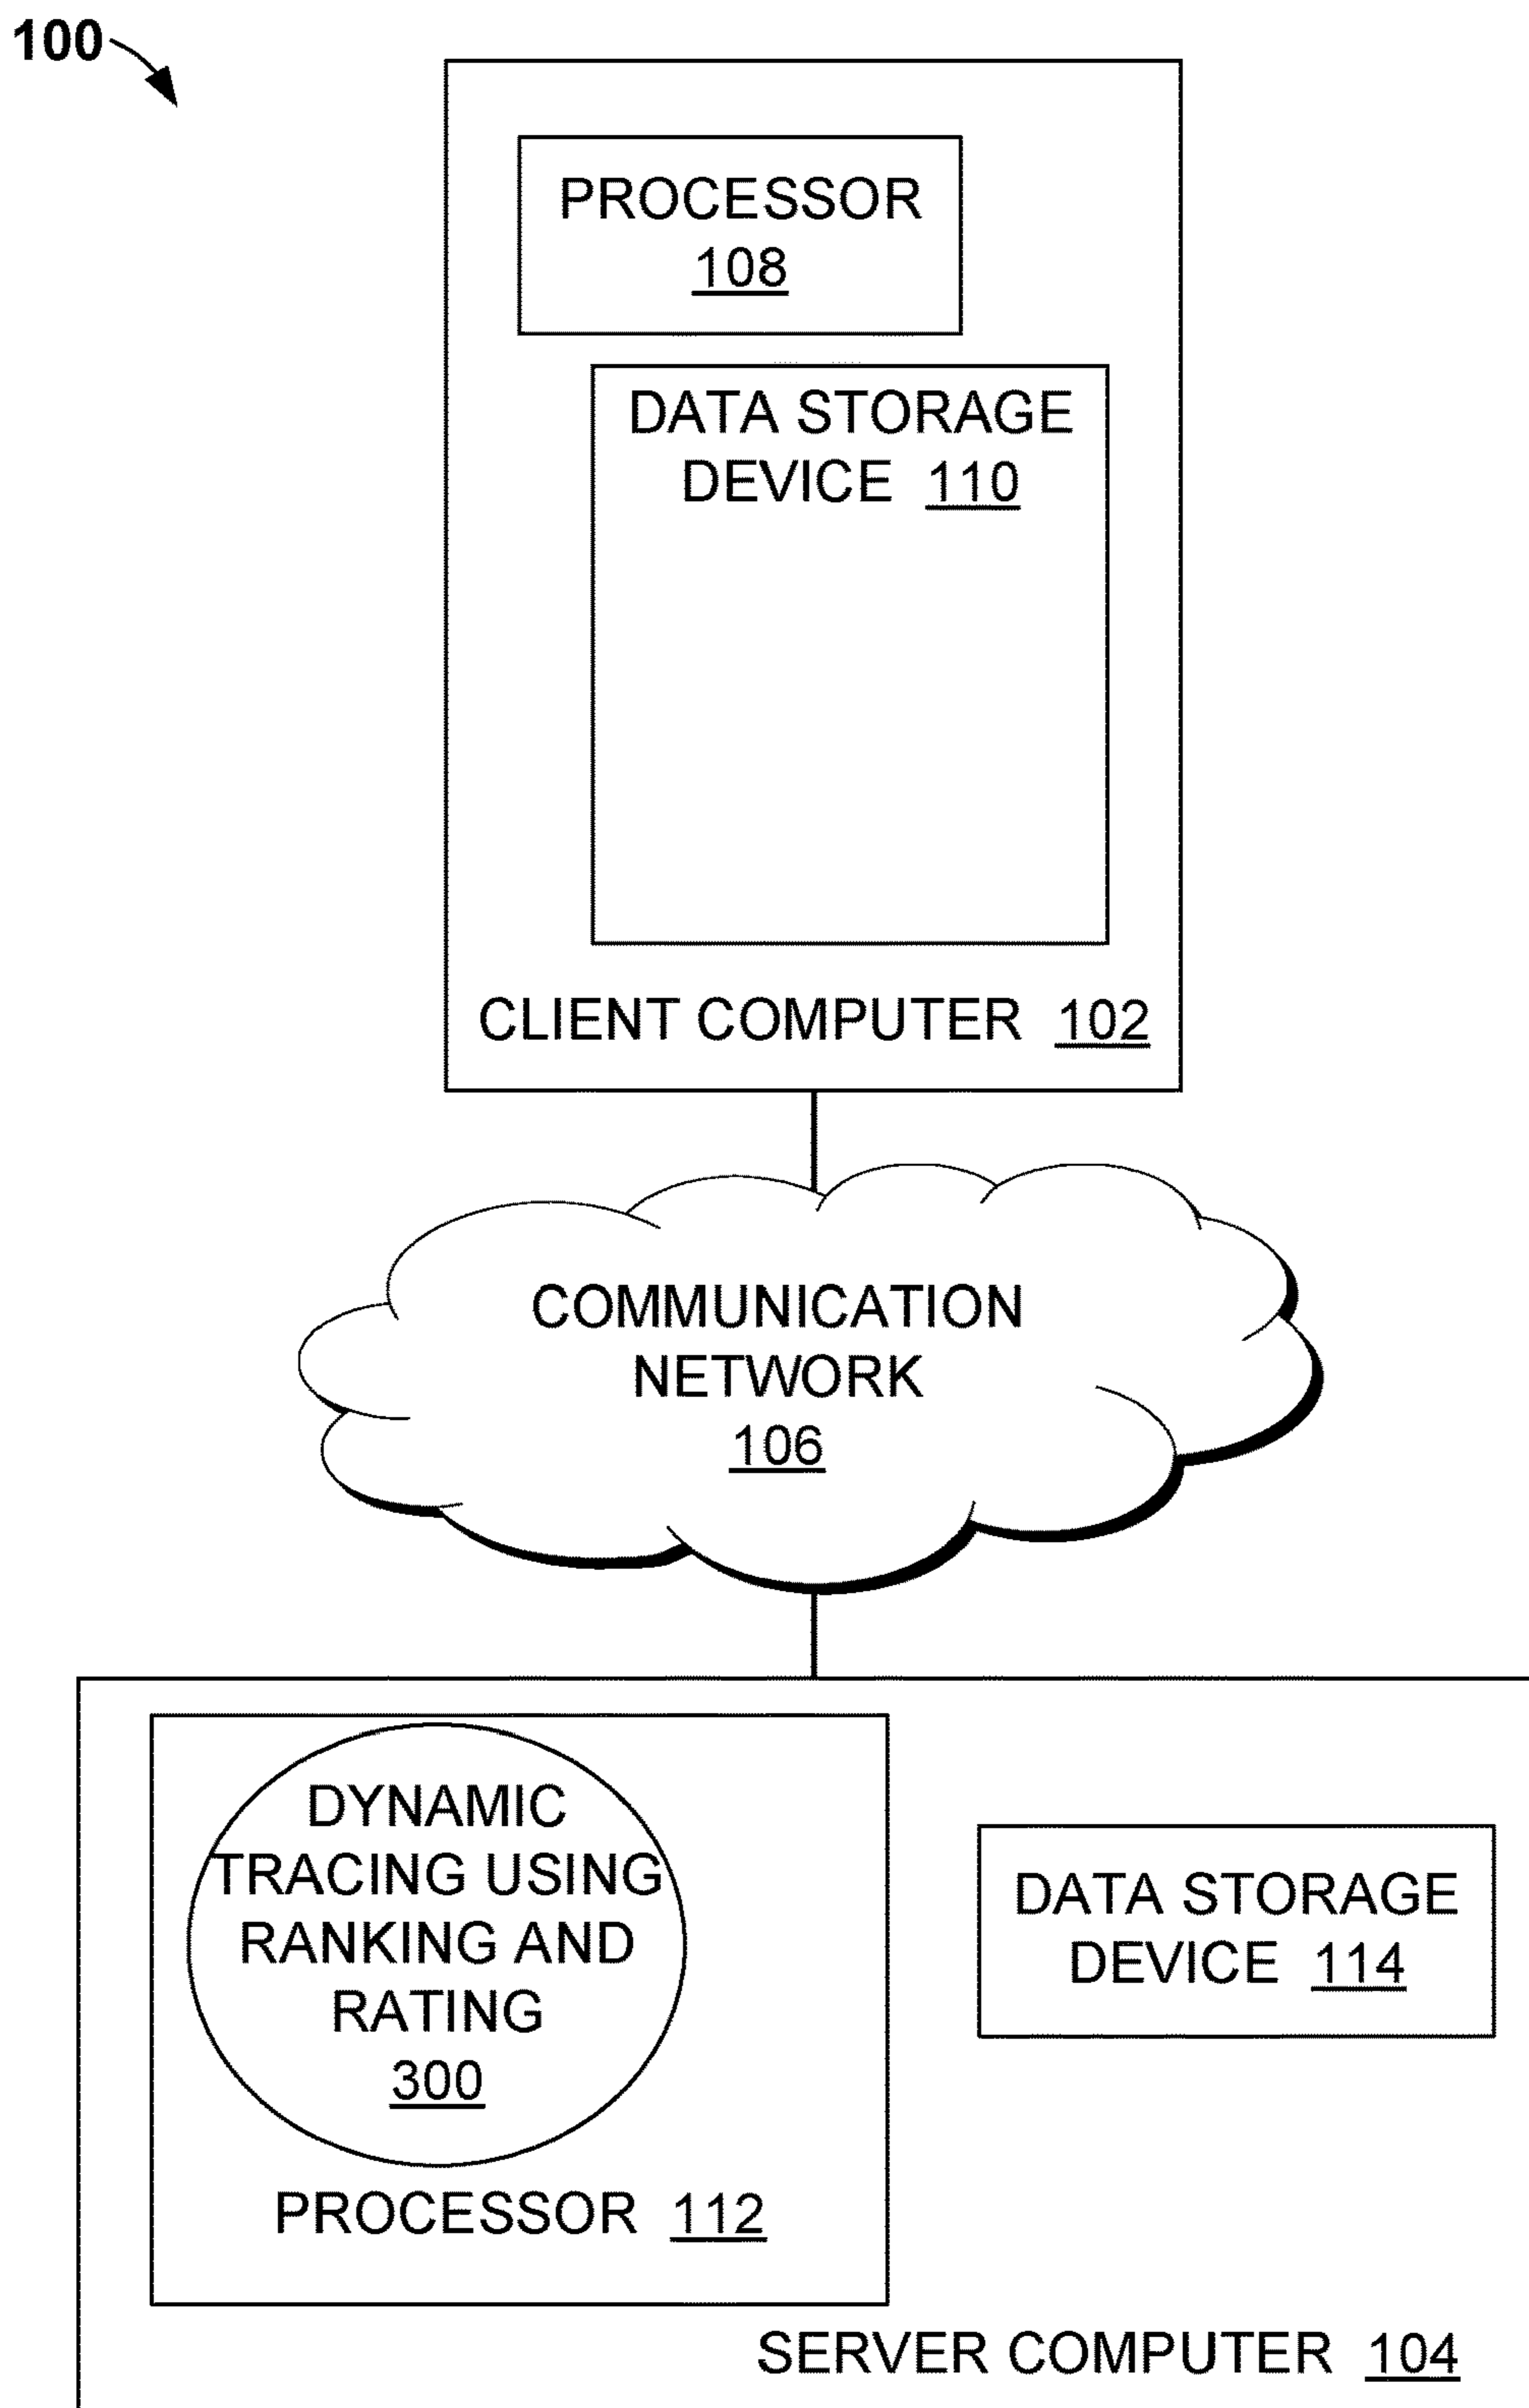 100
PROCESSOR
108
DATA STORAGE
DEVICE 110
CLIENT COMPUTER 102
COMMUNICATION
NETWORK
106
DYNAMIC
TRACING USING
RANKING AND
RATING
300
PROCESSOR 112
DATA STORAGE
DEVICE 114
SERVER COMPUTER 104